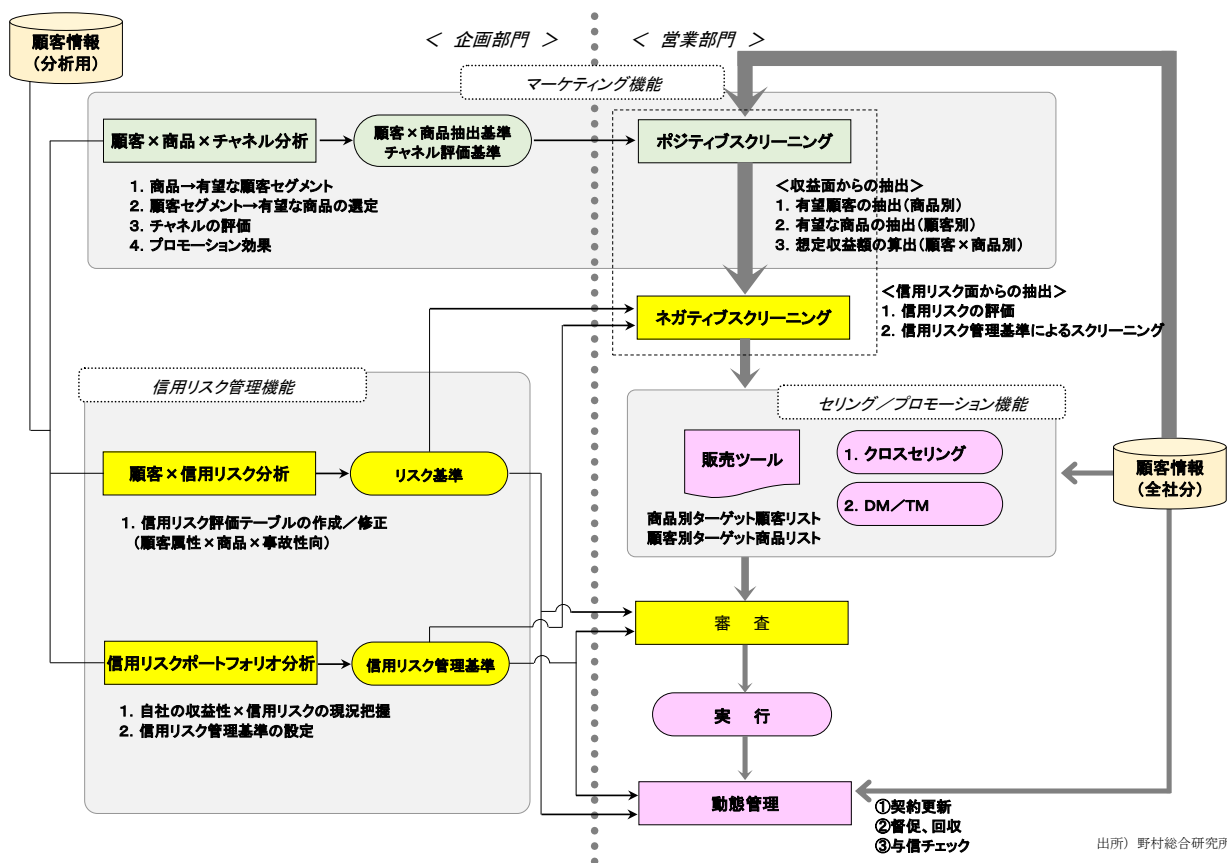 顧客情報
(分析用)
＜ 企画部門 ＞
＜ 営業部門 ＞
マーケティング機能
顧客×商品×チャネル分析
顧客×商品抽出基準
チャネル評価基準
ポジティブスクリーニング
1. 商品→有望な顧客セグメント
2. 顧客セグメント→有望な商品の選定
3. チャネルの評価
4. プロモーション効果
＜収益面からの抽出＞
1. 有望顧客の抽出(商品別)
2. 有望な商品の抽出(顧客別)
3. 想定収益額の算出(顧客×商品別)
ネガティブスクリーニング
＜信用リスク面からの抽出＞
1. 信用リスクの評価
2. 信用リスク管理基準によるスクリーニング
信用リスク管理機能
セリング／プロモーション機能
顧客×信用リスク分析
リスク基準
販売ツール
1. クロスセリング
2. DM／TM
顧客情報
(全社分)
1. 信用リスク評価テーブルの作成／修正
(顧客属性×商品×事故性向)
商品別ターゲット顧客リスト
顧客別ターゲット商品リスト
審　査
信用リスクポートフォリオ分析
信用リスク管理基準
1. 自社の収益性×信用リスクの現況把握
2. 信用リスク管理基準の設定
実　行
動態管理
①契約更新
②督促、回収
③与信チェック
出所）野村総合研究所